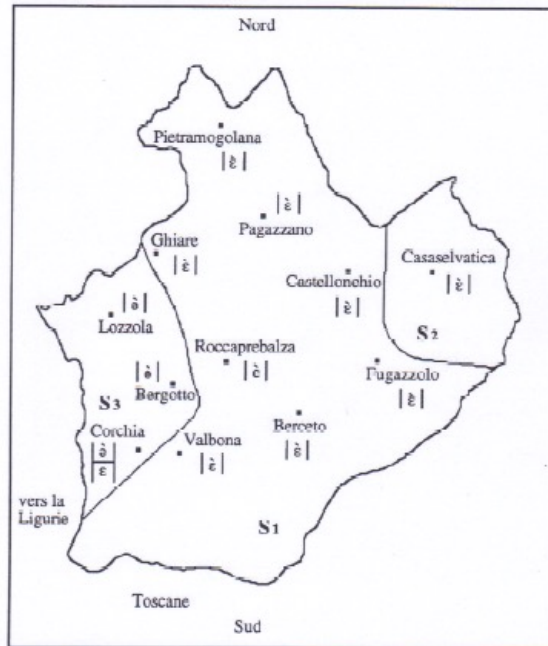 Nord
Pietramogolana
|ὲ|
|ὲ|
Pagazzano
Ghiare
|ὲ|
Castellonchio
|ὲ|
Casaselvatica
|ὲ|
|ə̀|
Lozzola
S2
Roccaprebalza
|ὲ|
|ə̀|
Bergotto
Fugazzolo
|ὲ|
S3
Berceto
|ὲ|
Corchia
|ə̀|
|ε|
Valbona
|ὲ|
vers la
Ligurie
S1
Toscane
Sud